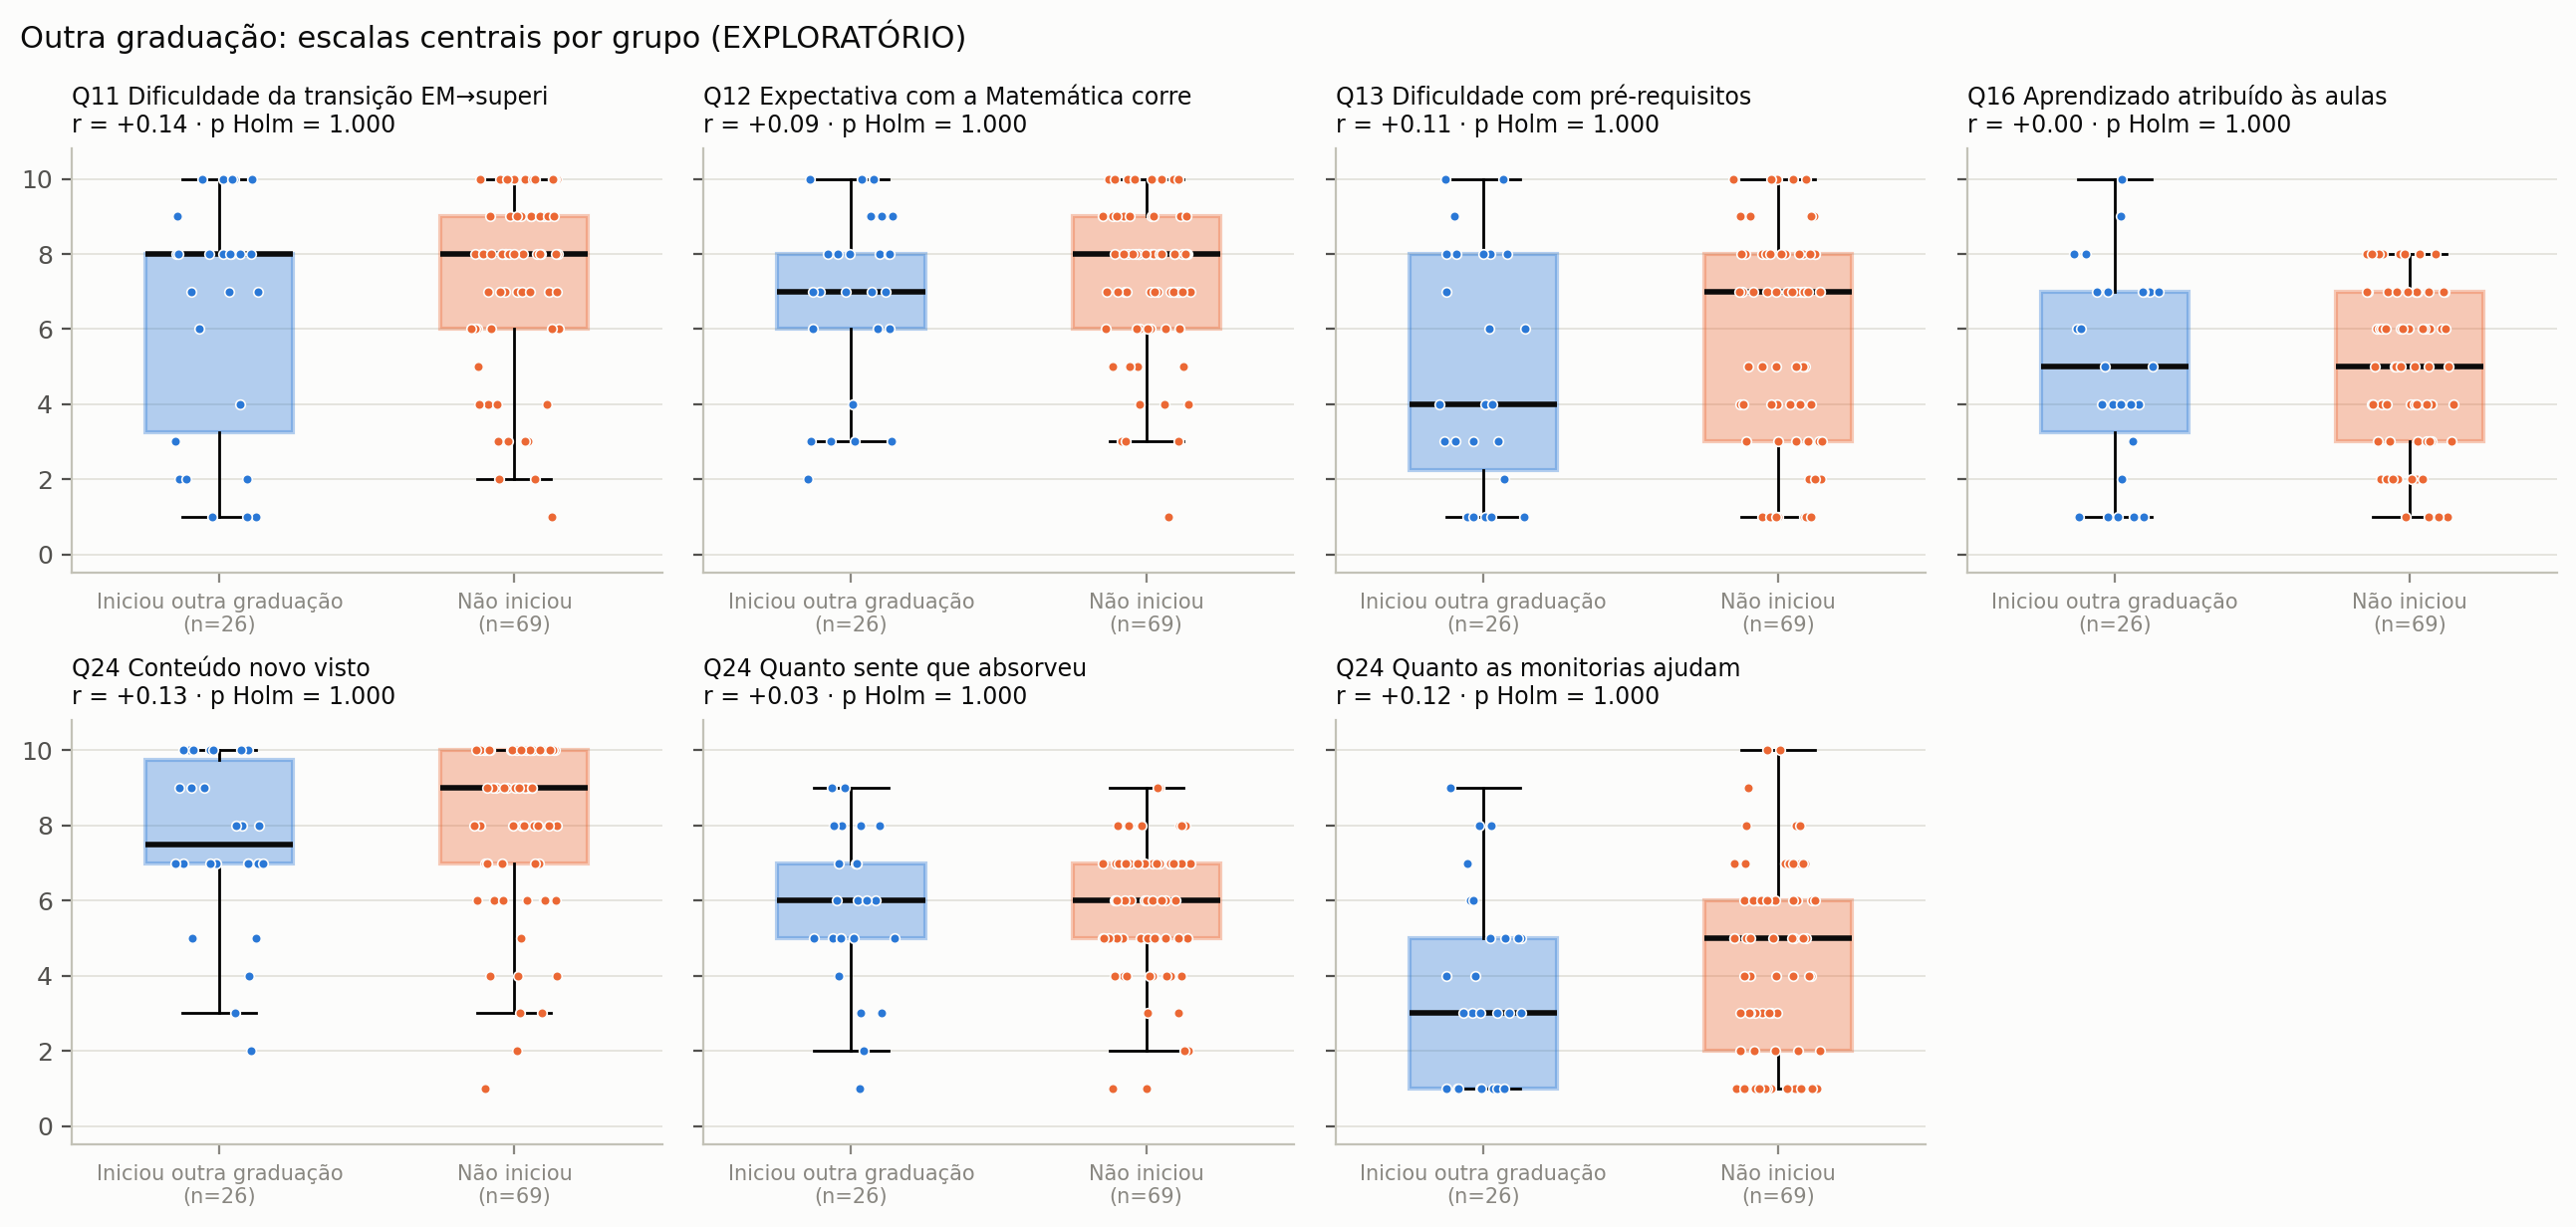 Outra graduação: escalas centrais por grupo (EXPLORATÓRIO)
Q11 Dificuldade da transição EM→superi
r = +0.14 · p Holm = 1.000
Q12 Expectativa com a Matemática corre
r = +0.09 · p Holm = 1.000
Q13 Dificuldade com pré-requisitos
r = +0.11 · p Holm = 1.000
Q16 Aprendizado atribuído às aulas
r = +0.00 · p Holm = 1.000
10
8
6
4
2
0
Iniciou outra graduação
(n=26)
Não iniciou
(n=69)
Iniciou outra graduação
(n=26)
Não iniciou
(n=69)
Iniciou outra graduação
(n=26)
Não iniciou
(n=69)
Iniciou outra graduação
(n=26)
Não iniciou
(n=69)
Q24 Conteúdo novo visto
r = +0.13 · p Holm = 1.000
Q24 Quanto sente que absorveu
r = +0.03 · p Holm = 1.000
Q24 Quanto as monitorias ajudam
r = +0.12 · p Holm = 1.000
10
8
6
4
2
0
Iniciou outra graduação
(n=26)
Não iniciou
(n=69)
Iniciou outra graduação
(n=26)
Não iniciou
(n=69)
Iniciou outra graduação
(n=26)
Não iniciou
(n=69)